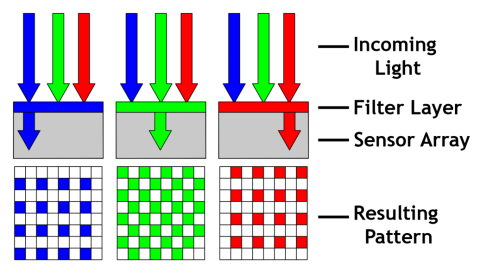 Incoming
Light
Filter Layer
Sensor Array
Resulting
Pattern